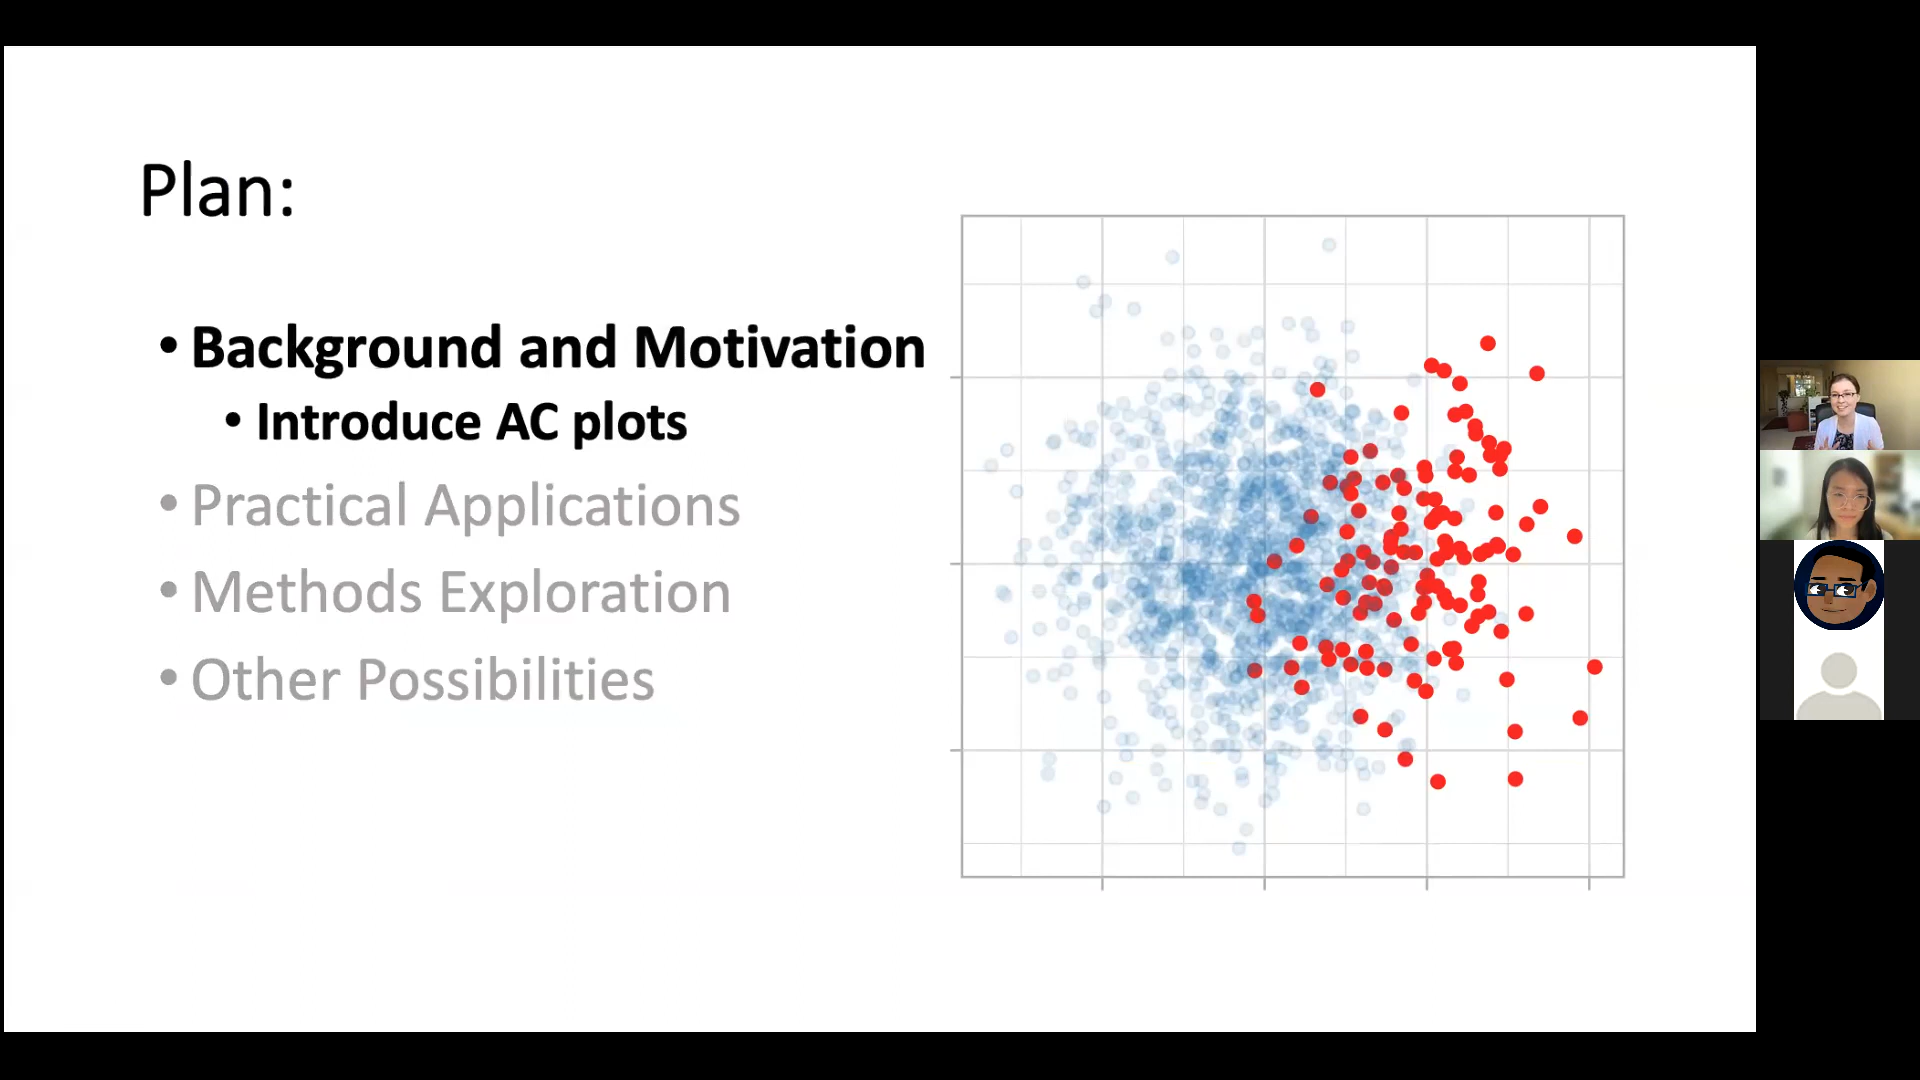 Plan:
• Background and Motivation
• Introduce AC plots
• Practical Applications
• Methods Exploration
• Other Possibilities